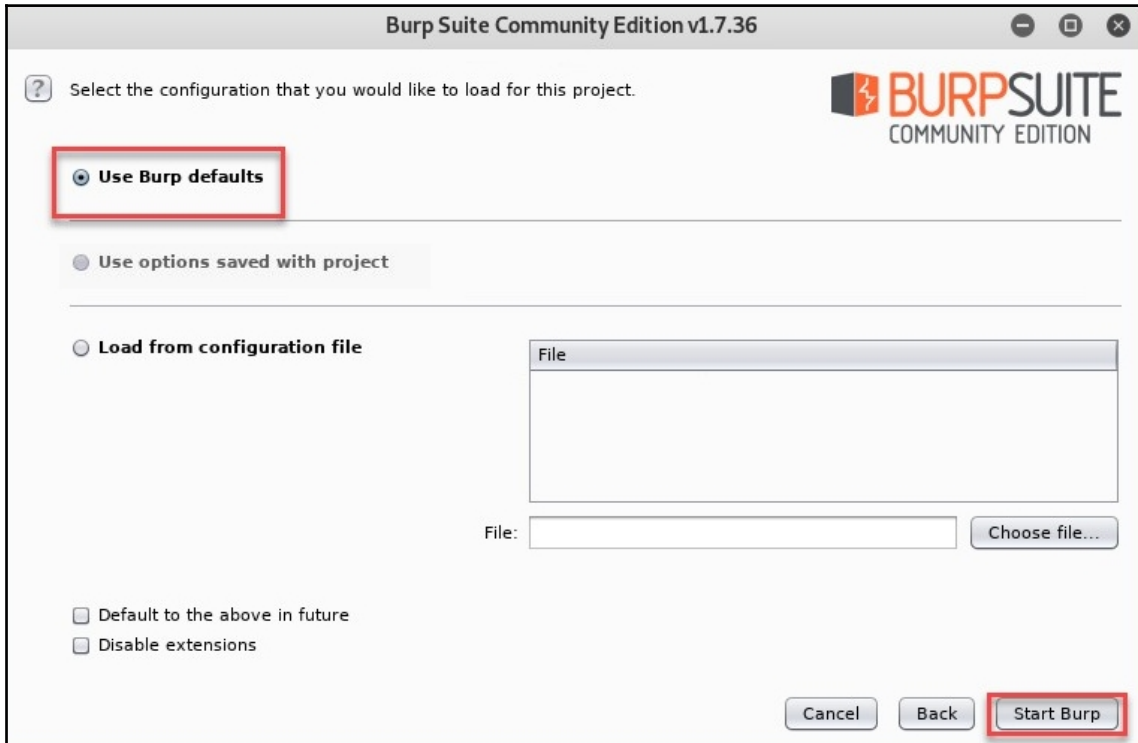 Burp Suite Community Edition v1.7.36
? Select the configuration that you would like to load for this project.
BURPSUITE
COMMUNITY EDITION
Use Burp defaults
Use options saved with project
Load from configuration file
File
File:
Choose file...
Default to the above in future
Disable extensions
Cancel Back Start Burp